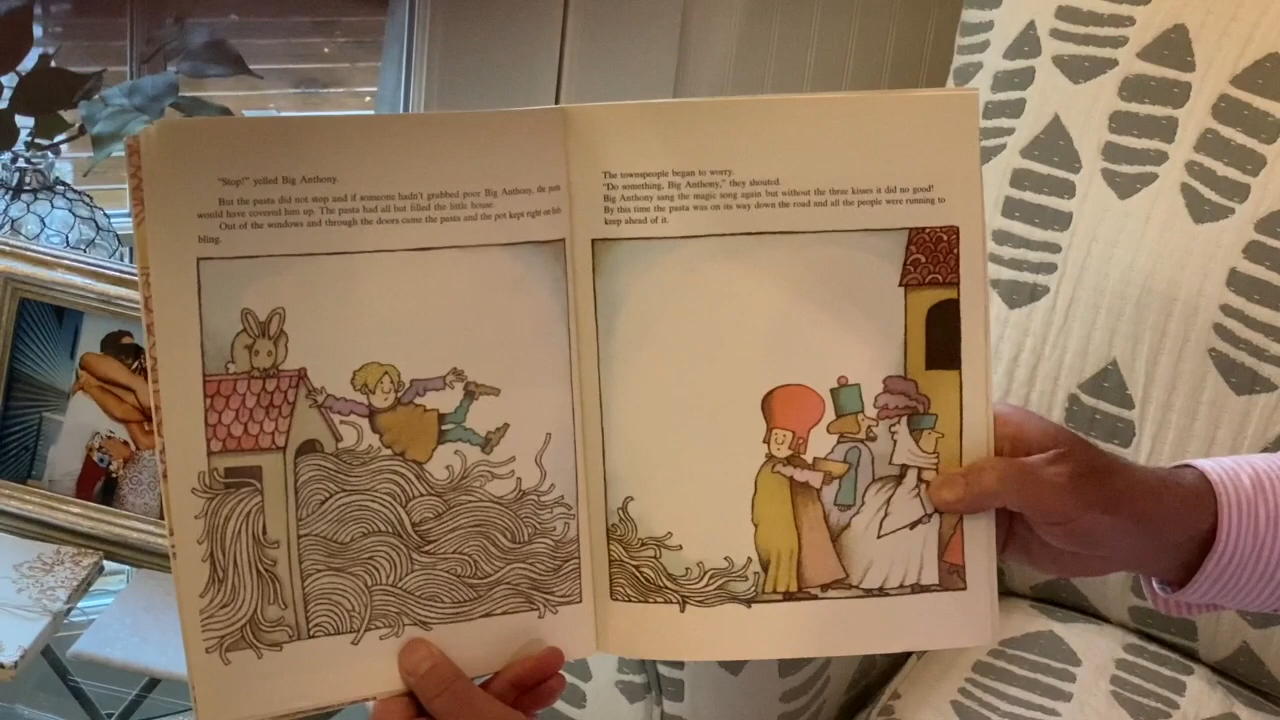 "Stop!" yelled Big Anthony.
But the pasta did not stop and if someone hadn't grabbed poor Big Anthony, the pasta
would have covered him up. The pasta had all but filled the little house.
Out of the windows and through the doors came the pasta and the pot kept right on bub-
bling.
The townspeople began to worry.
"Do something, Big Anthony," they shouted.
Big Anthony sang the magic song again but without the three kisses it did no good!
By this time the pasta was on its way down the road and all the people were running to
keep ahead of it.